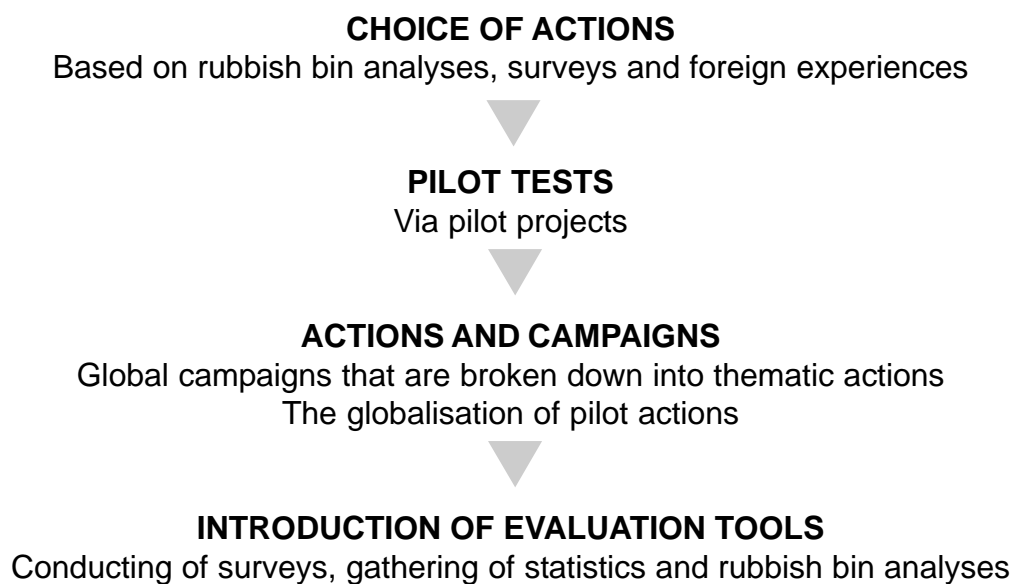 CHOICE OF ACTIONS
Based on rubbish bin analyses, surveys and foreign experiences
PILOT TESTS
Via pilot projects
ACTIONS AND CAMPAIGNS
Global campaigns that are broken down into thematic actions
The globalisation of pilot actions
INTRODUCTION OF EVALUATION TOOLS
Conducting of surveys, gathering of statistics and rubbish bin analyses